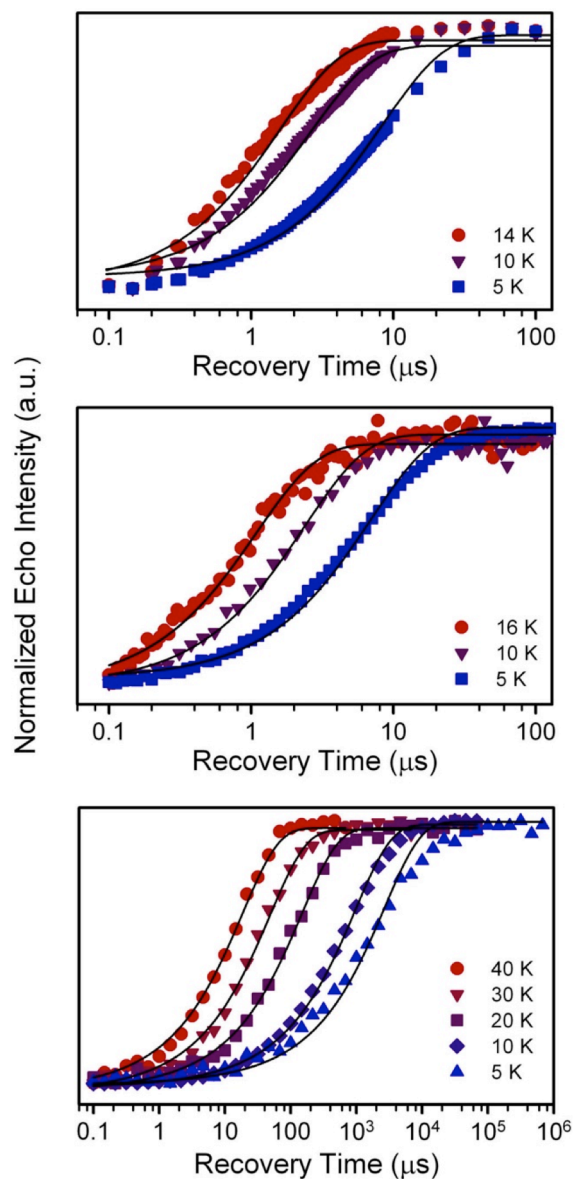 Normalized Echo Intensity (a.u.)
14 K
10 K
5 K
0.1 1 10 100
Recovery Time (μs)
16 K
10 K
5 K
0.1 1 10 100
Recovery Time (μs)
40 K
30 K
20 K
10 K
5 K
0.1 1 10 100 10³ 10⁴ 10⁵ 10⁶
Recovery Time (μs)